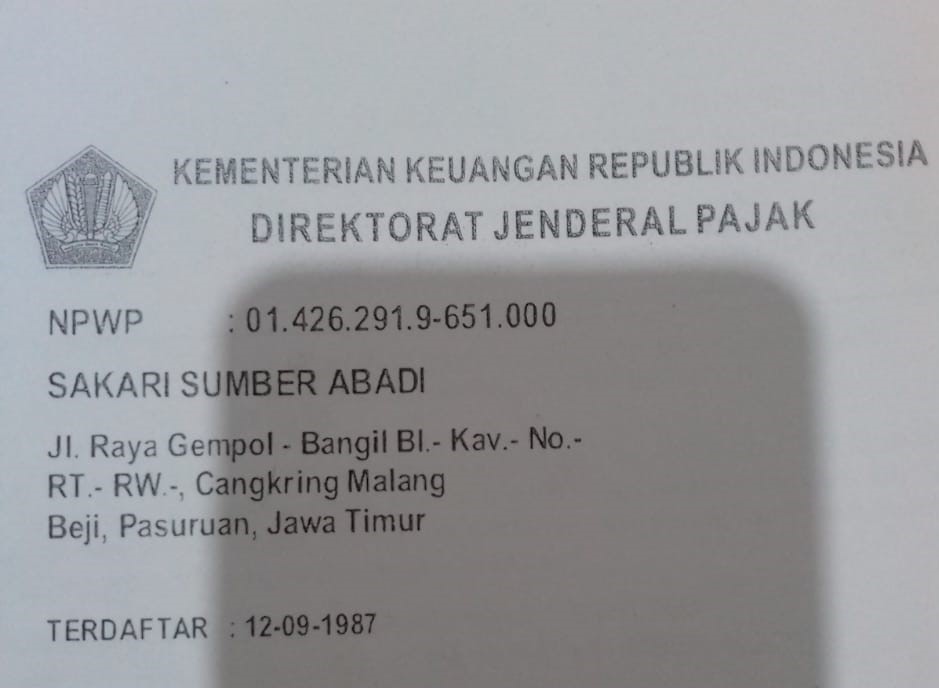 KEMENTERIAN KEUANGAN REPUBLIK INDONESIA
DIREKTORAT JENDERAL PAJAK
NPWP : 01.426.291.9-651.000
SAKARI SUMBER ABADI
Jl. Raya Gempol - Bangil Bl.- Kav.- No.-
RT.- RW.-, Cangkring Malang
Beji, Pasuruan, Jawa Timur
TERDAFTAR : 12-09-1987